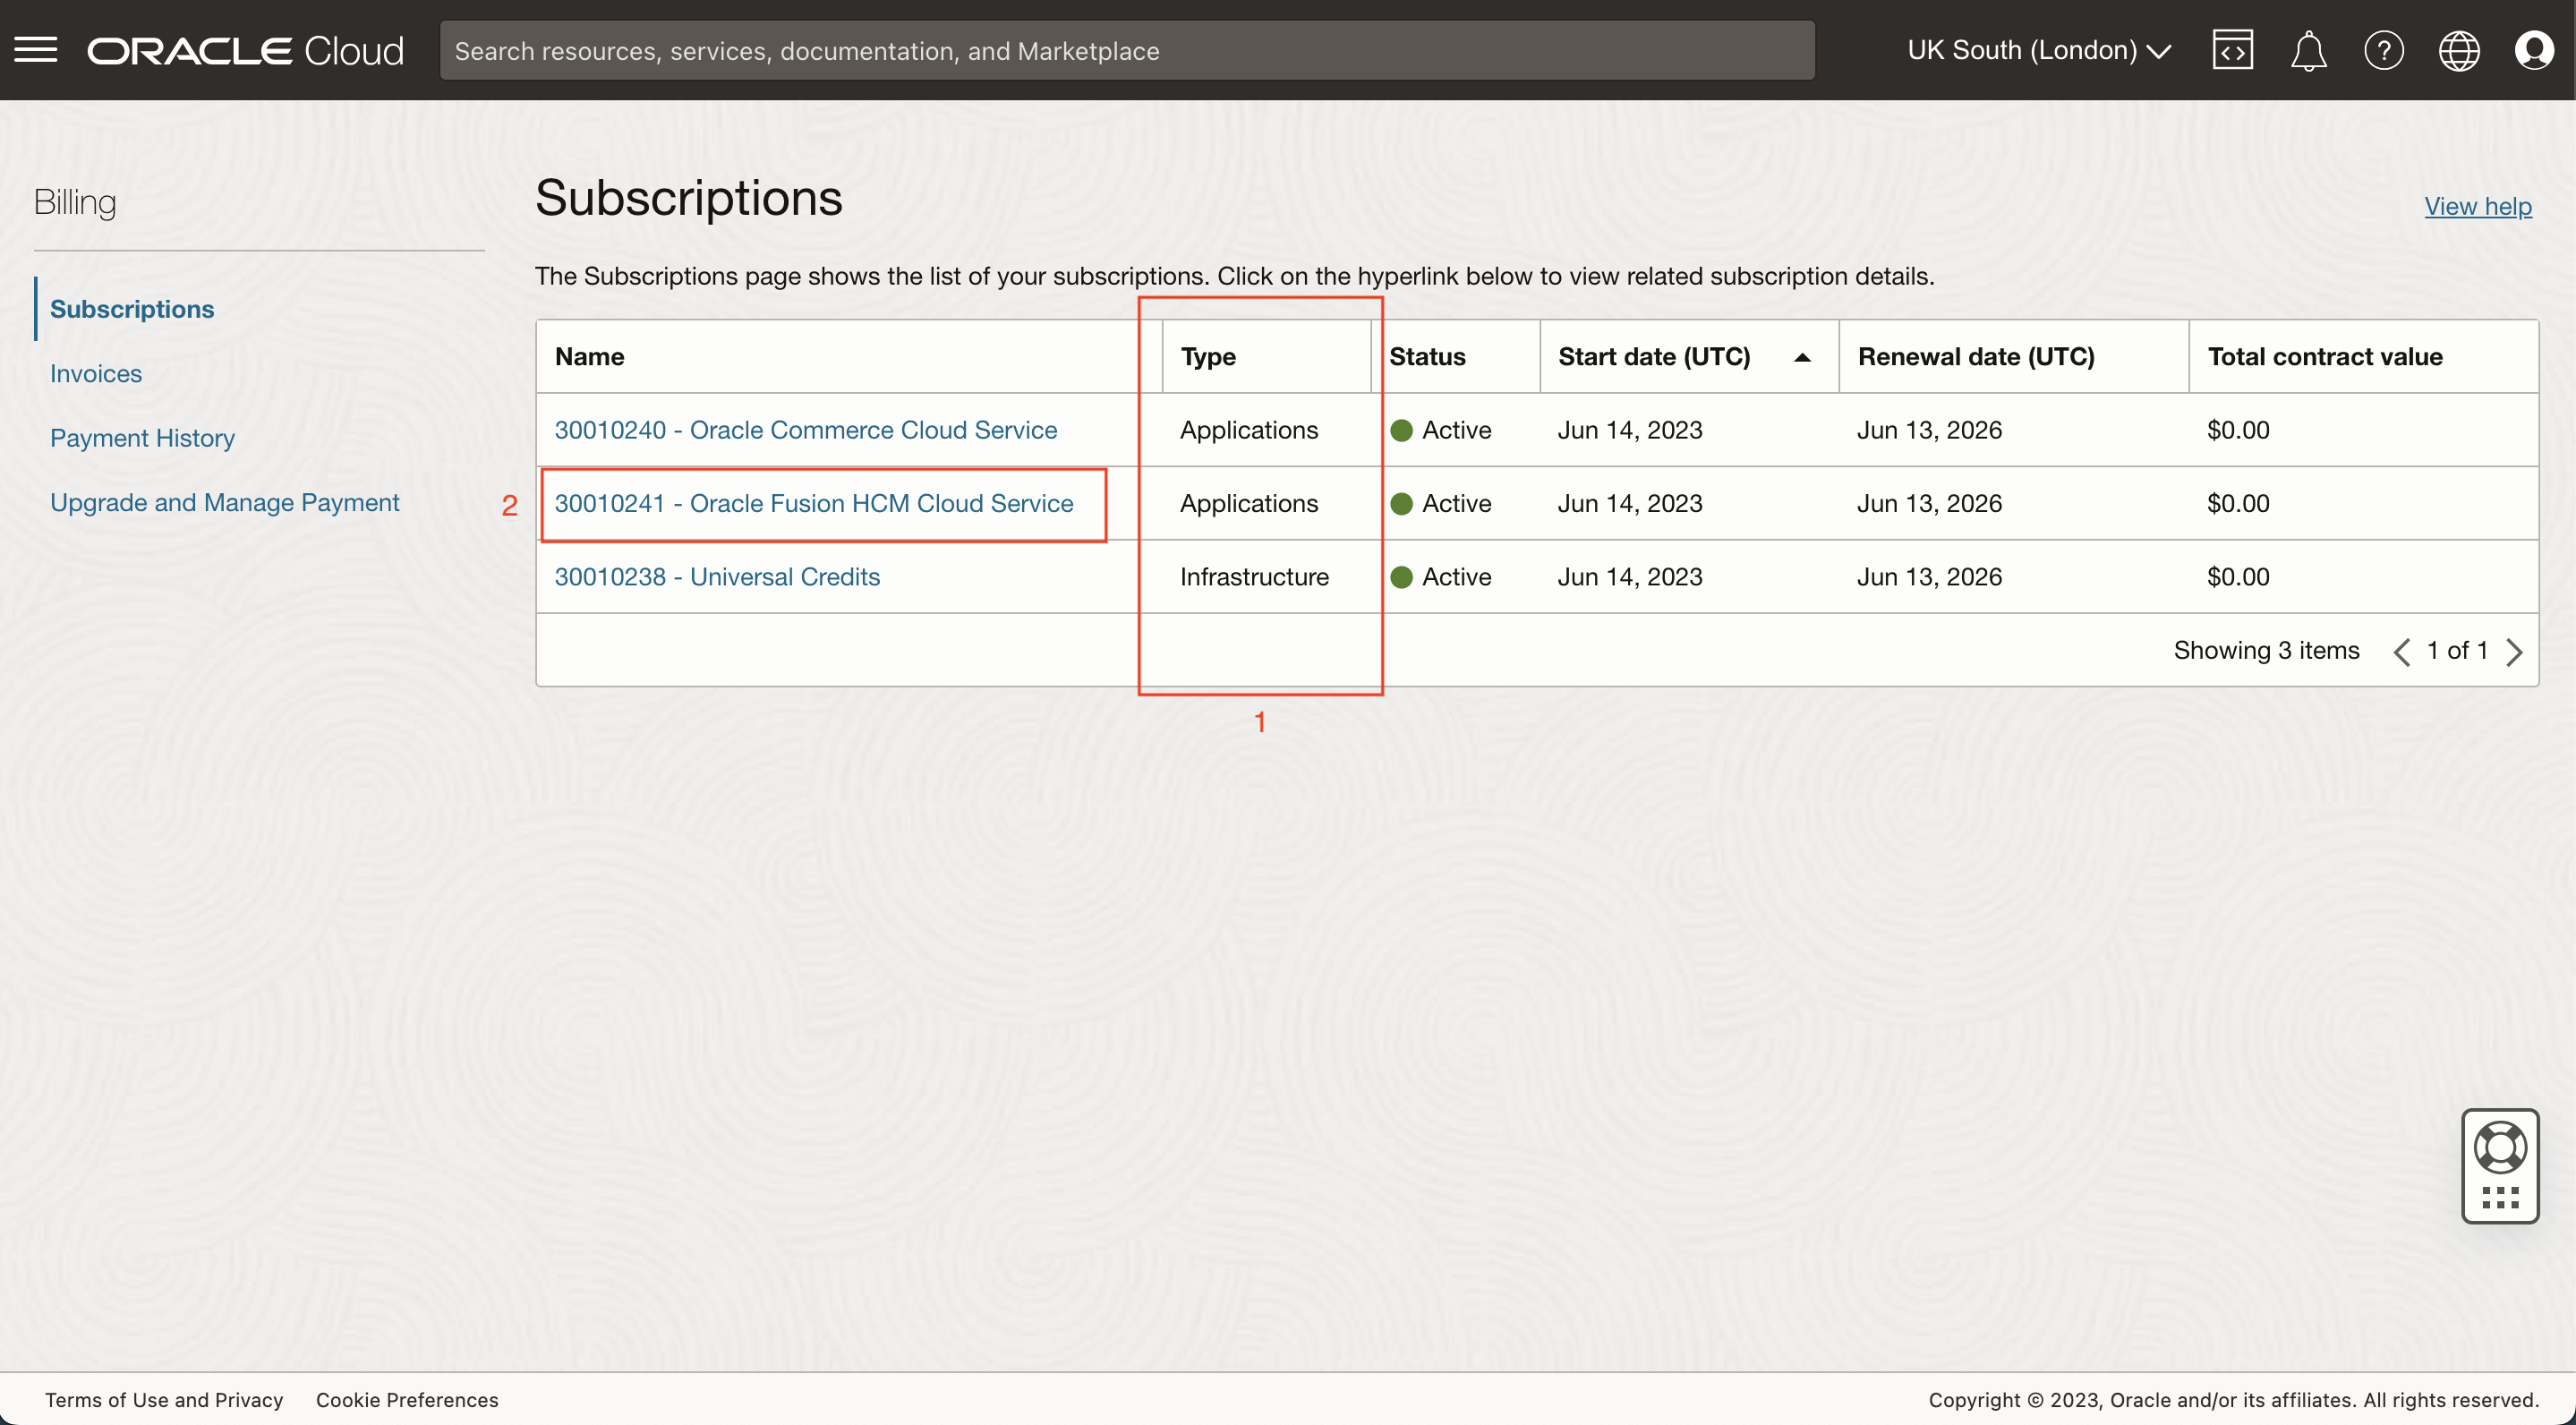 ORACLE Cloud
Search resources, services, documentation, and Marketplace
UK South (London)
Billing
Subscriptions
Invoices
Payment History
Upgrade and Manage Payment
Subscriptions
View help
The Subscriptions page shows the list of your subscriptions. Click on the hyperlink below to view related subscription details.
Name Type Status Start date (UTC) Renewal date (UTC) Total contract value
30010240 - Oracle Commerce Cloud Service Applications Active Jun 14, 2023 Jun 13, 2026 $0.00
2 30010241 - Oracle Fusion HCM Cloud Service Applications Active Jun 14, 2023 Jun 13, 2026 $0.00
30010238 - Universal Credits Infrastructure Active Jun 14, 2023 Jun 13, 2026 $0.00
Showing 3 items 1 of 1
1
Terms of Use and Privacy Cookie Preferences
Copyright © 2023, Oracle and/or its affiliates. All rights reserved.